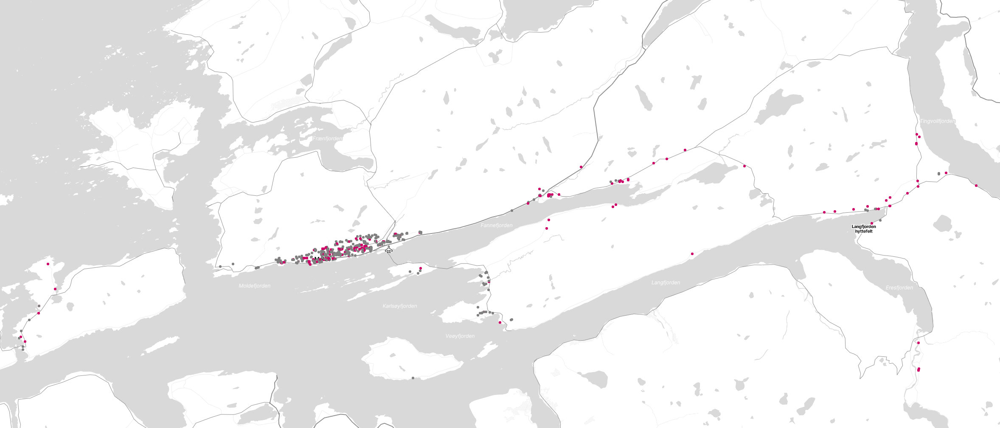 Tingvollfjorden
Frænfjorden
Fannefjorden
Langfjorden
hyttefelt
Moldefjorden
Langfjorden
Eresfjorden
Karlsøyfjorden
Veøyfjorden